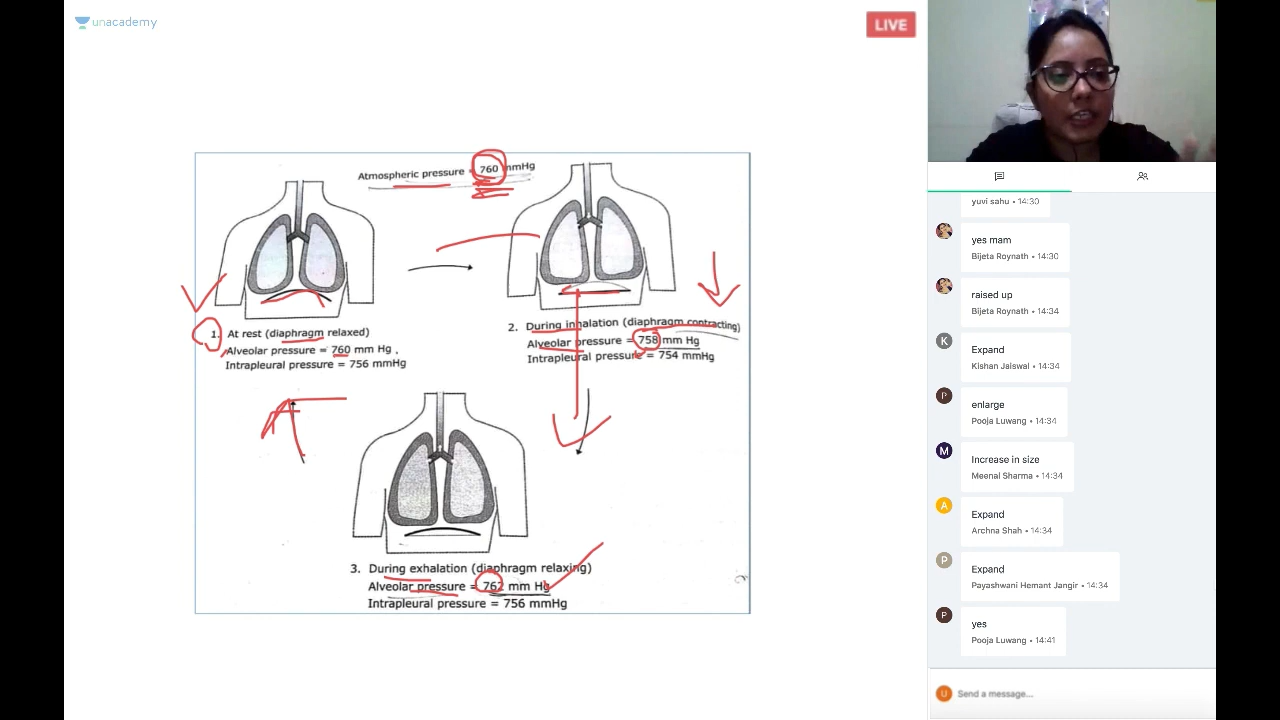 unacademy
LIVE
Atmospheric pressure = 760 mmHg
1. At rest (diaphragm relaxed)
Alveolar pressure = 760 mm Hg ,
Intrapleural pressure = 756 mmHg
2. During inhalation (diaphragm contracting)
Alveolar pressure = 758 mm Hg
Intrapleural pressure = 754 mmHg
3. During exhalation (diaphragm relaxing)
Alveolar pressure = 762 mm Hg
Intrapleural pressure = 756 mmHg
yuvi sahu • 14:30
yes mam
Bijeta Roynath • 14:30
raised up
Bijeta Roynath • 14:34
K
Expand
Kishan Jaiswal • 14:34
P
enlarge
Pooja Luwang • 14:34
M
Increase in size
Meenal Sharma • 14:34
A
Expand
Archna Shah • 14:34
P
Expand
Payashwani Hemant Jangir • 14:34
P
yes
Pooja Luwang • 14:41
U
Send a message...